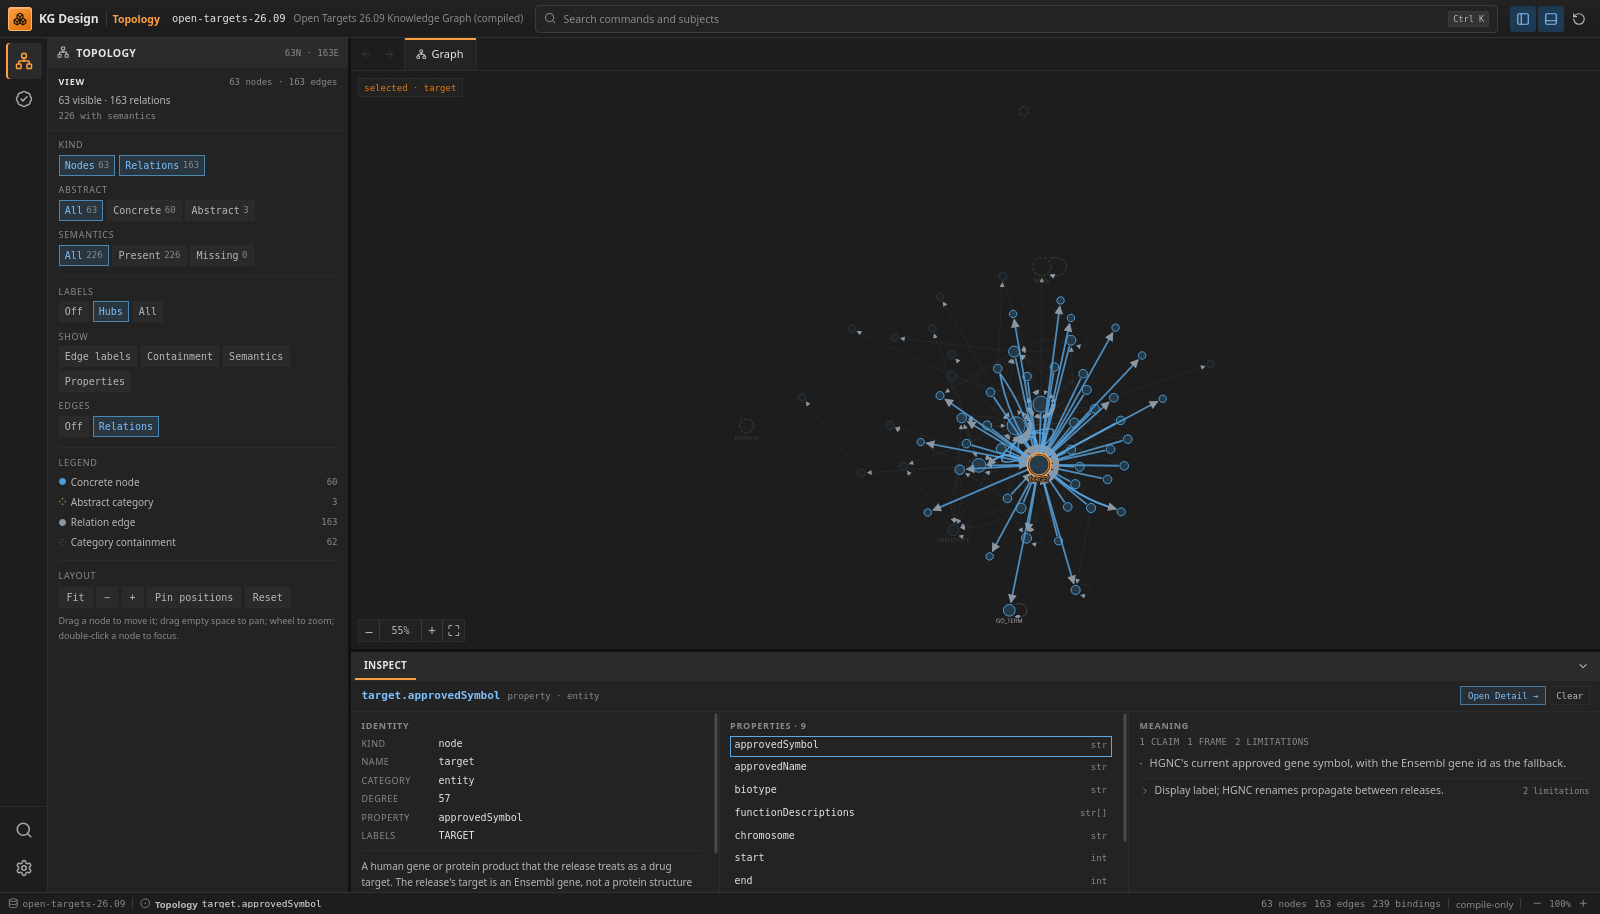 KG Design Topology open-targets-26.09 Open Targets 26.09 Knowledge Graph (compiled) Search commands and subjects Ctrl K
TOPOLOGY 63N · 163E
Graph
VIEW 63 nodes · 163 edges
63 visible · 163 relations
226 with semantics
selected · target
KIND
Nodes 63 Relations 163
ABSTRACT
All 63 Concrete 60 Abstract 3
SEMANTICS
All 226 Present 226 Missing 0
LABELS
Off Hubs All
SHOW
Edge labels Containment Semantics
Properties
EDGES
Off Relations
LEGEND
Concrete node 60
Abstract category 3
Relation edge 163
Category containment 62
LAYOUT
Fit − + Pin positions Reset
Drag a node to move it; drag empty space to pan; wheel to zoom;
double-click a node to focus.
GO_TERM
– 55% +
INSPECT
target.approvedSymbol property · entity Open Detail → Clear
IDENTITY
KIND node
NAME target
CATEGORY entity
DEGREE 57
PROPERTY approvedSymbol
LABELS TARGET
A human gene or protein product that the release treats as a drug
target. The release's target is an Ensembl gene, not a protein structure
PROPERTIES · 9
approvedSymbol str
approvedName str
biotype str
functionDescriptions str[]
chromosome str
start int
end int
MEANING
1 CLAIM 1 FRAME 2 LIMITATIONS
· HGNC's current approved gene symbol, with the Ensembl gene id as the fallback.
› Display label; HGNC renames propagate between releases. 2 limitations
open-targets-26.09 Topology target.approvedSymbol 63 nodes 163 edges 239 bindings compile-only − 100% +